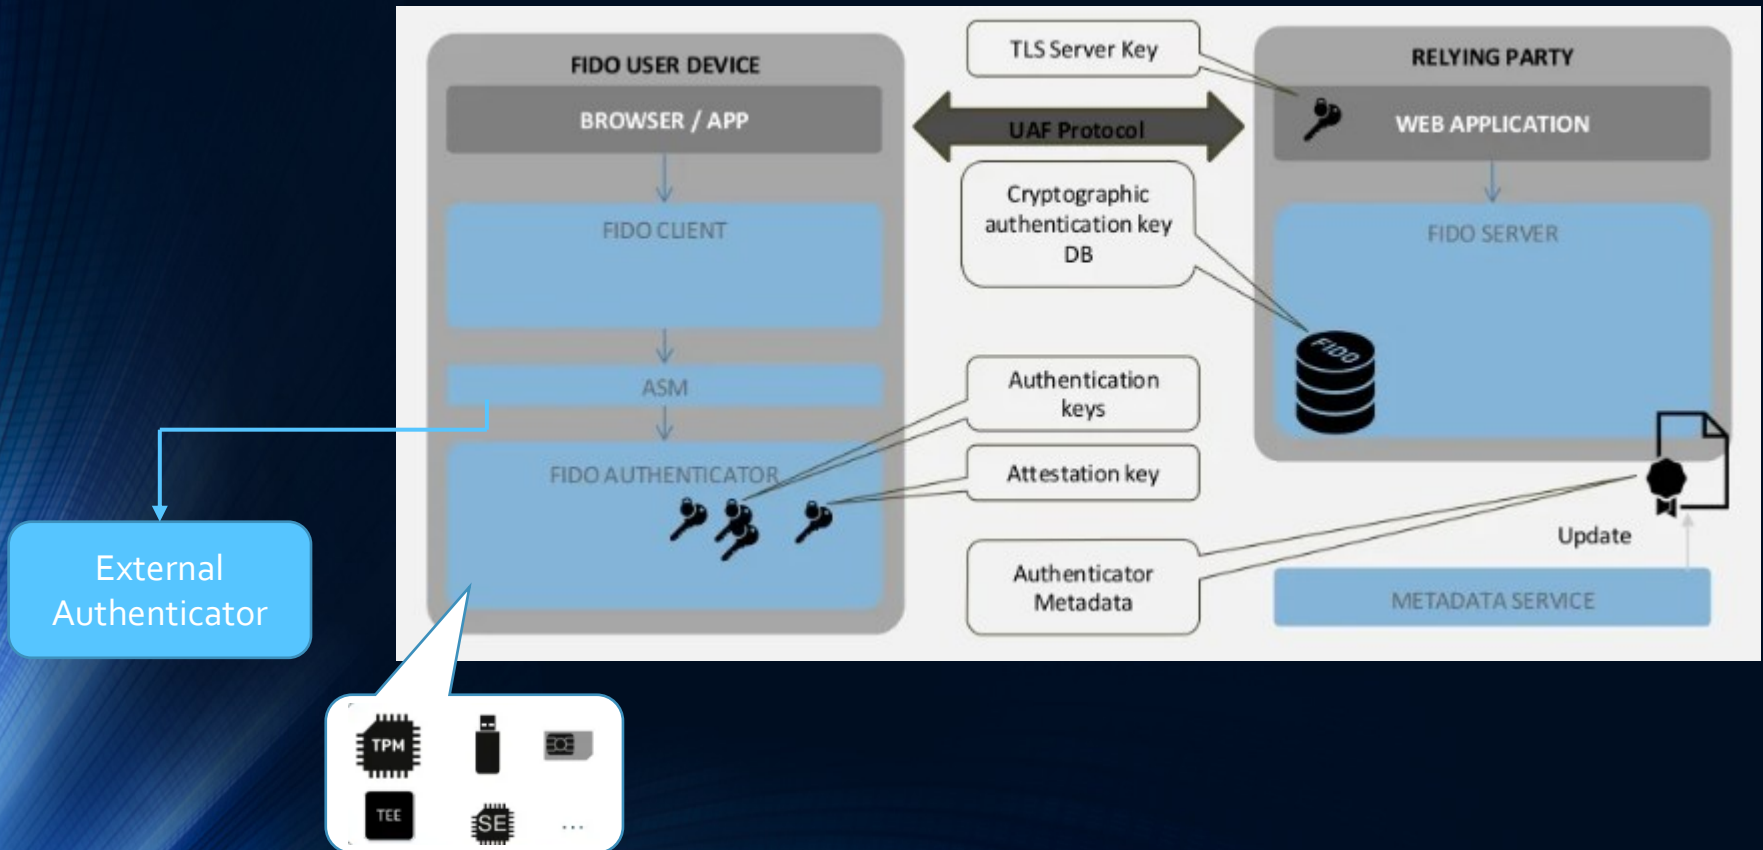 FIDO USER DEVICE
BROWSER / APP
FIDO CLIENT
ASM
FIDO AUTHENTICATOR
TLS Server Key
UAF Protocol
Cryptographic
authentication key
DB
Authentication
keys
Attestation key
Authenticator
Metadata
RELYING PARTY
WEB APPLICATION
FIDO SERVER
FIDO
Update
METADATA SERVICE
External
Authenticator
TPM
TEE
SE
...